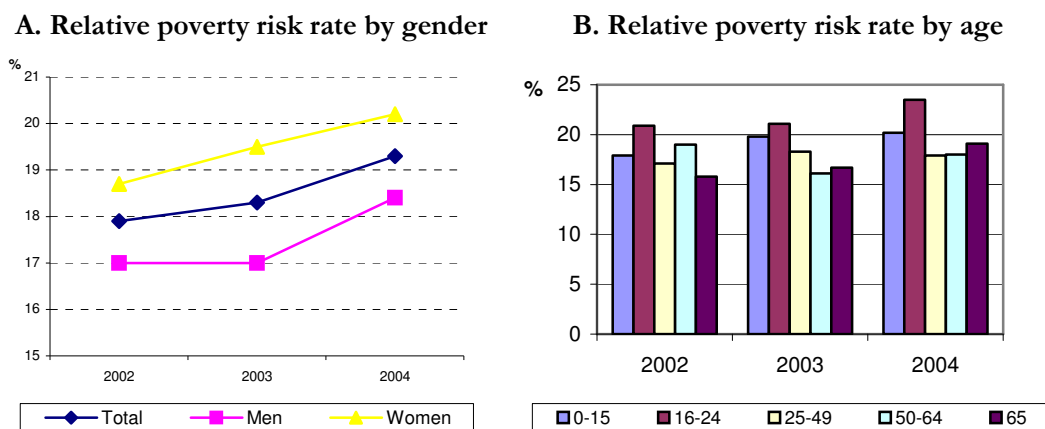 A. Relative poverty risk rate by gender
%
21
20
19
18
17
16
15
2002 2003 2004
Total Men Women
B. Relative poverty risk rate by age
%
25
20
15
10
5
0
2002 2003 2004
0-15 16-24 25-49 50-64 65